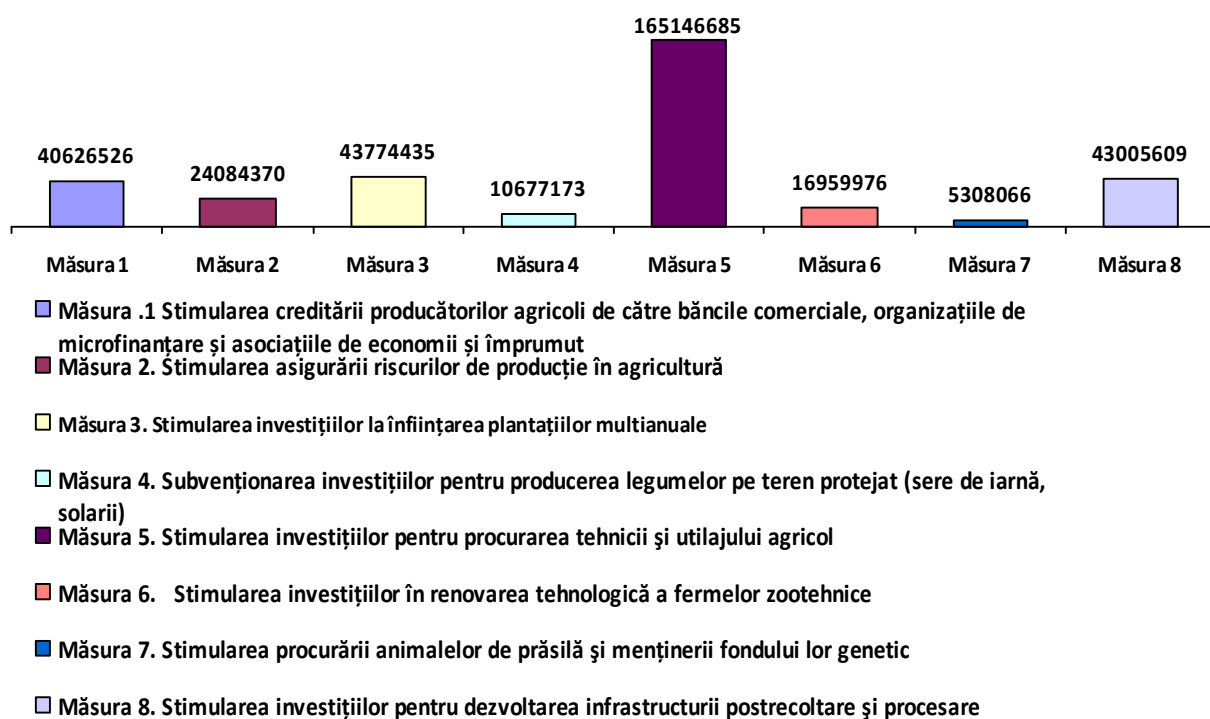 165146685
40626526
24084370
43774435
10677173
16959976
5308066
43005609
Măsura 1
Măsura 2
Măsura 3
Măsura 4
Măsura 5
Măsura 6
Măsura 7
Măsura 8
Măsura .1 Stimularea creditării producătorilor agricoli de către băncile comerciale, organizațiile de
microfinanțare și asociațiile de economii și împrumut
Măsura 2. Stimularea asigurării riscurilor de producție în agricultură
Măsura 3. Stimularea investițiilor la înființarea plantațiilor multianuale
Măsura 4. Subvenționarea investițiilor pentru producerea legumelor pe teren protejat (sere de iarnă,
solarii)
Măsura 5. Stimularea investițiilor pentru procurarea tehnicii şi utilajului agricol
Măsura 6. Stimularea investițiilor în renovarea tehnologică a fermelor zootehnice
Măsura 7. Stimularea procurării animalelor de prăsilă şi menținerii fondului lor genetic
Măsura 8. Stimularea investițiilor pentru dezvoltarea infrastructurii postrecoltare şi procesare